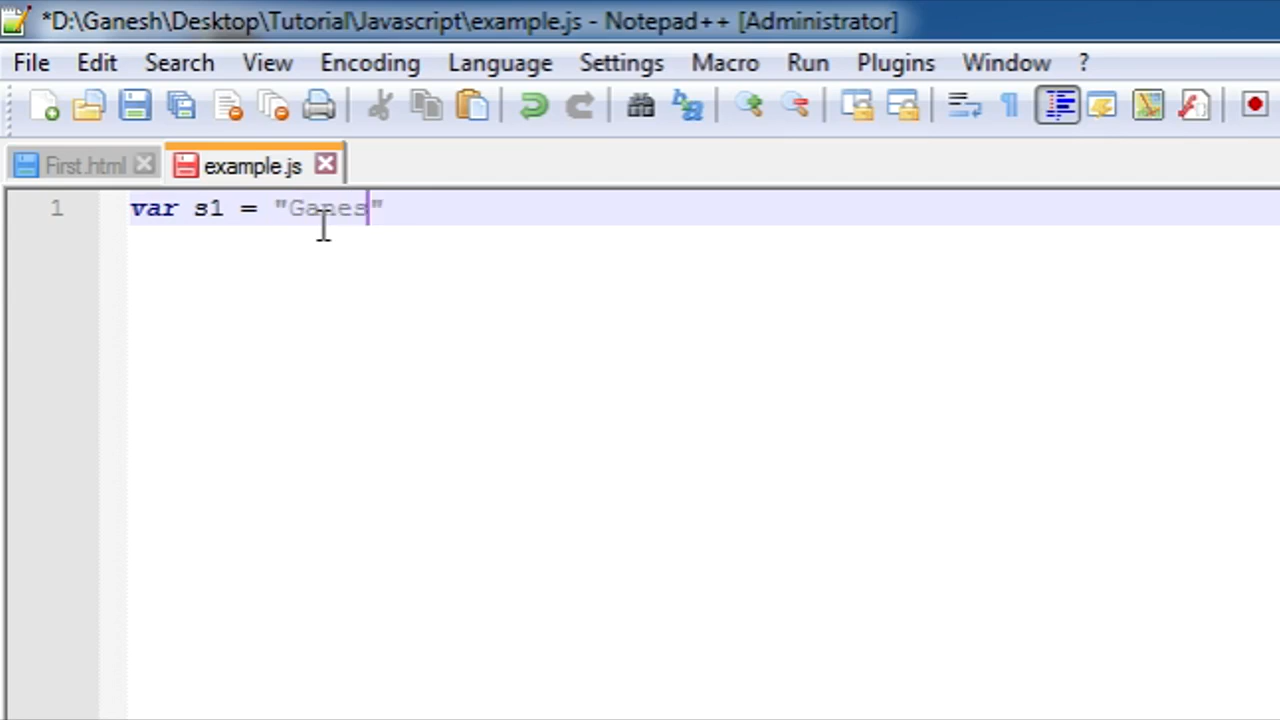 *D:\Ganesh\Desktop\Tutorial\Javascript\example.js - Notepad++ [Administrator]
File Edit Search View Encoding Language Settings Macro Run Plugins Window ?
First.html example.js
1 var s1 = "Ganes"